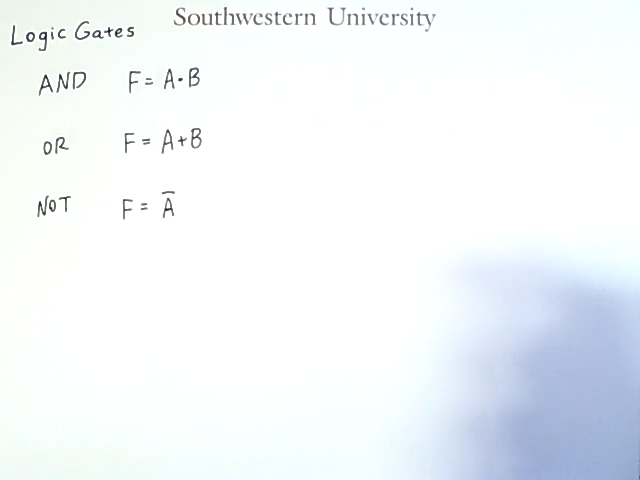 Southwestern University
Logic Gates
AND F = A·B
OR F = A+B
NOT F = A̅